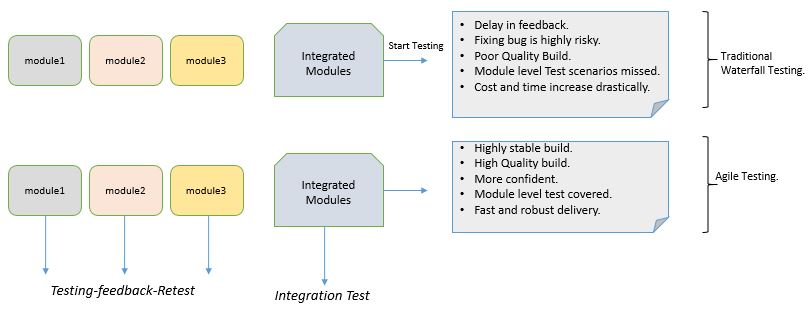 module1
module2
module3
Integrated
Modules
Start Testing
• Delay in feedback.
• Fixing bug is highly risky.
• Poor Quality Build.
• Module level Test scenarios missed.
• Cost and time increase drastically.
Traditional
Waterfall Testing.
module1
module2
module3
Integrated
Modules
• Highly stable build.
• High Quality build.
• More confident.
• Module level test covered.
• Fast and robust delivery.
Agile Testing.
Testing-feedback-Retest
Integration Test